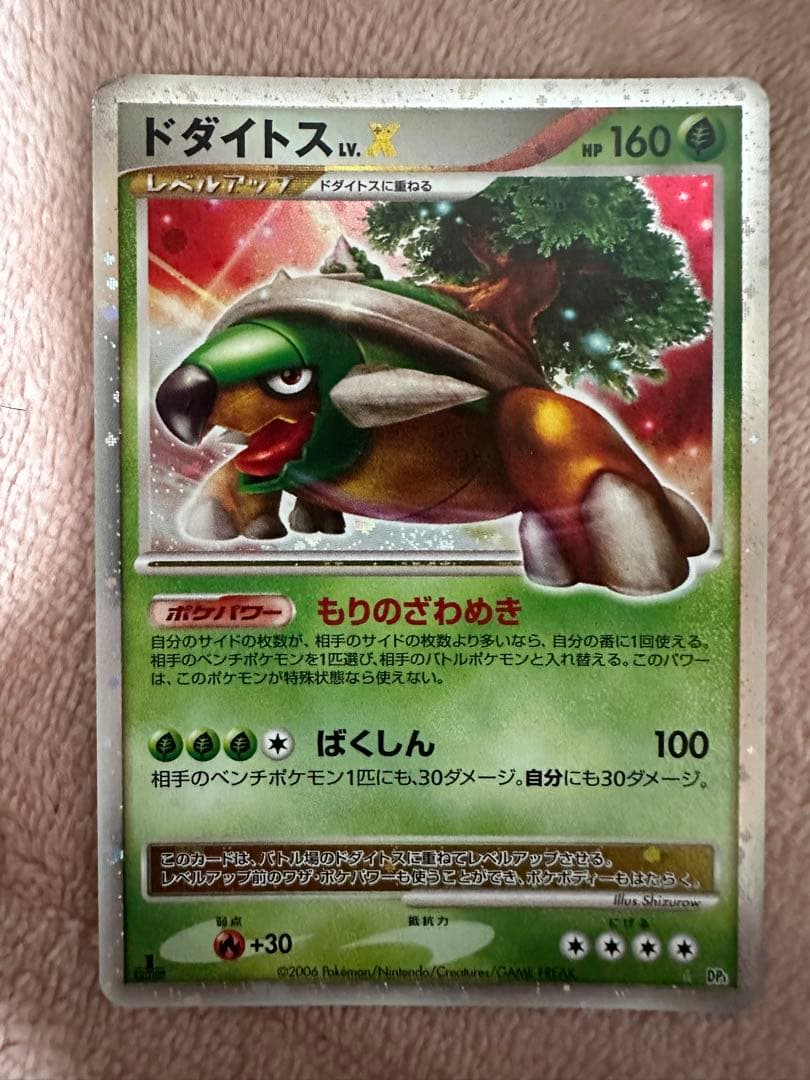 ドダイトス LV.X HP 160
レベルアップ ドダイトスに重ねる
ポケパワー もりのざわめき
自分のサイドの枚数が、相手のサイドの枚数より多いなら、自分の番に1回使える。
相手のベンチポケモンを1匹選び、相手のバトルポケモンと入れ替える。このパワー
は、このポケモンが特殊状態なら使えない。
ばくしん 100
相手のベンチポケモン1匹にも、30ダメージ。自分にも30ダメージ。
このカードは、バトル場のドダイトスに重ねてレベルアップさせる。
レベルアップ前のワザ・ポケパワーも使うことができ、ポケボディーもはたらく。
illus. Shizurow
弱点 抵抗力 にげる
+30
1
©2006 Pokémon/Nintendo/Creatures/GAME FREAK. DP1